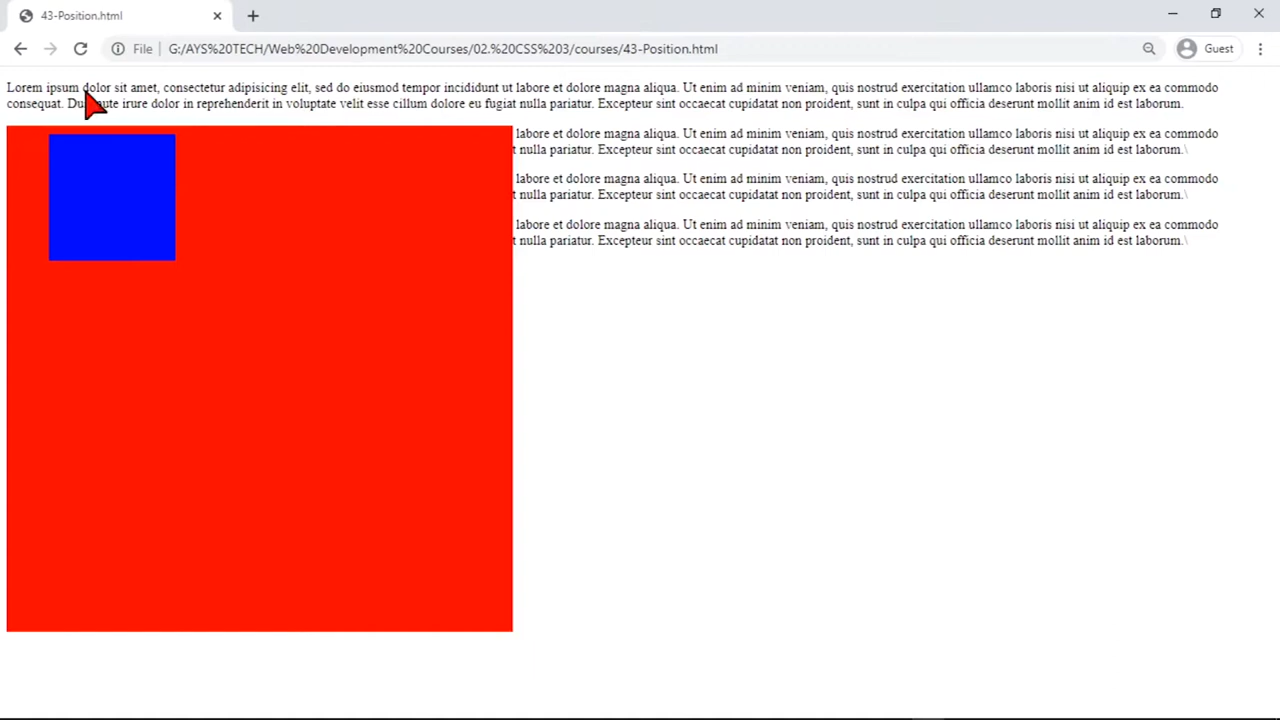 43-Position.html
File
G:/AYS%20TECH/Web%20Development%20Courses/02.%20CSS%203/courses/43-Position.html
Guest
Lorem ipsum dolor sit amet, consectetur adipisicing elit, sed do eiusmod tempor incididunt ut labore et dolore magna aliqua. Ut enim ad minim veniam, quis nostrud exercitation ullamco laboris nisi ut aliquip ex ea commodo
consequat. Duis aute irure dolor in reprehenderit in voluptate velit esse cillum dolore eu fugiat nulla pariatur. Excepteur sint occaecat cupidatat non proident, sunt in culpa qui officia deserunt mollit anim id est laborum.
labore et dolore magna aliqua. Ut enim ad minim veniam, quis nostrud exercitation ullamco laboris nisi ut aliquip ex ea commodo
t nulla pariatur. Excepteur sint occaecat cupidatat non proident, sunt in culpa qui officia deserunt mollit anim id est laborum.\
labore et dolore magna aliqua. Ut enim ad minim veniam, quis nostrud exercitation ullamco laboris nisi ut aliquip ex ea commodo
t nulla pariatur. Excepteur sint occaecat cupidatat non proident, sunt in culpa qui officia deserunt mollit anim id est laborum.\
labore et dolore magna aliqua. Ut enim ad minim veniam, quis nostrud exercitation ullamco laboris nisi ut aliquip ex ea commodo
t nulla pariatur. Excepteur sint occaecat cupidatat non proident, sunt in culpa qui officia deserunt mollit anim id est laborum.\